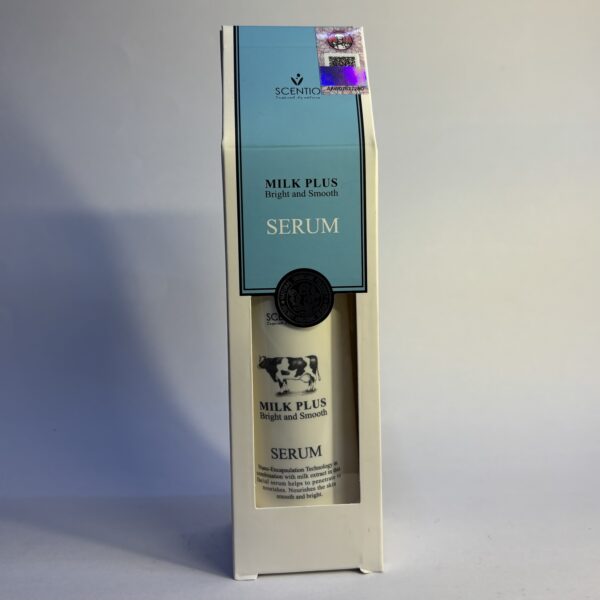 SCENTIO
Inspired by nature
MILK PLUS
Bright and Smooth
SERUM
MILK PLUS
Bright and Smooth
SERUM
Nano-Encapsulation Technology in
combination with milk extract in this
facial serum helps to penetrate
nourishes. Nourishes the skin
smooth and bright.